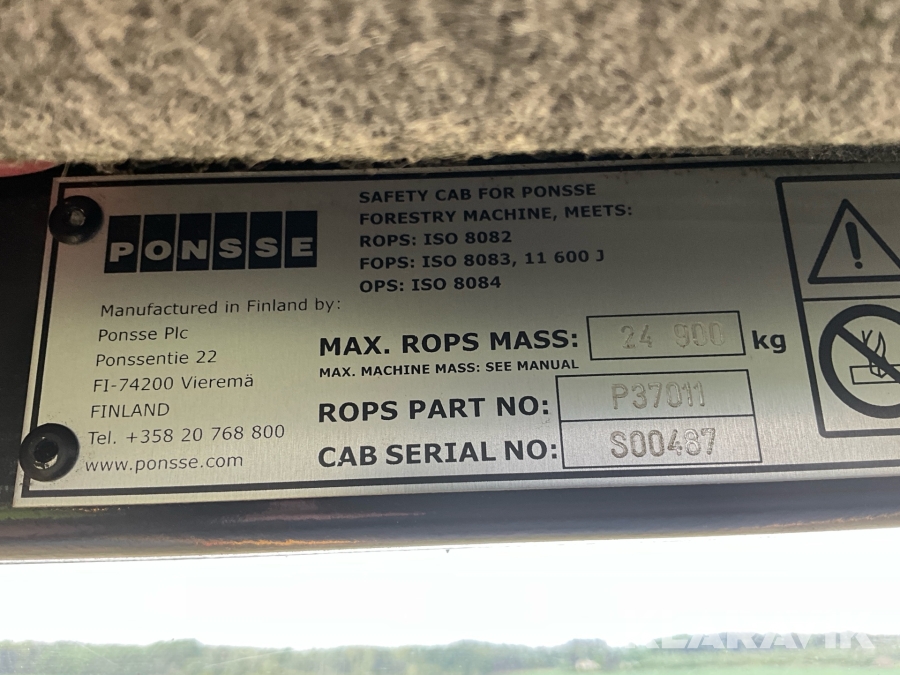 PONSSE
SAFETY CAB FOR PONSSE
FORESTRY MACHINE, MEETS:
ROPS: ISO 8082
FOPS: ISO 8083, 11 600 J
OPS: ISO 8084
Manufactured in Finland by:
Ponsse Plc
Ponssentie 22
FI-74200 Vieremä
FINLAND
Tel. +358 20 768 800
www.ponsse.com
MAX. ROPS MASS: 24 900 kg
MAX. MACHINE MASS: SEE MANUAL
ROPS PART NO: P37011
CAB SERIAL NO: S00487
KLARAVIK